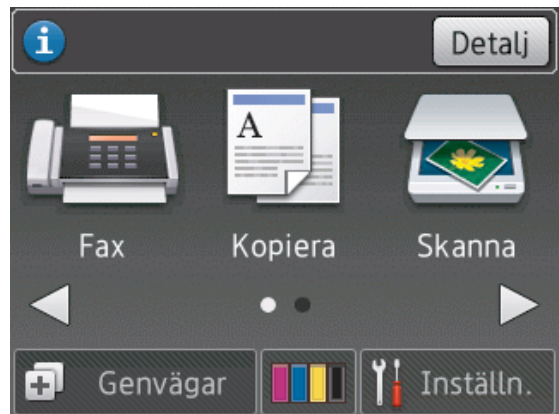 Detalj
Fax
Kopiera
Skanna
Genvägar
Inställn.